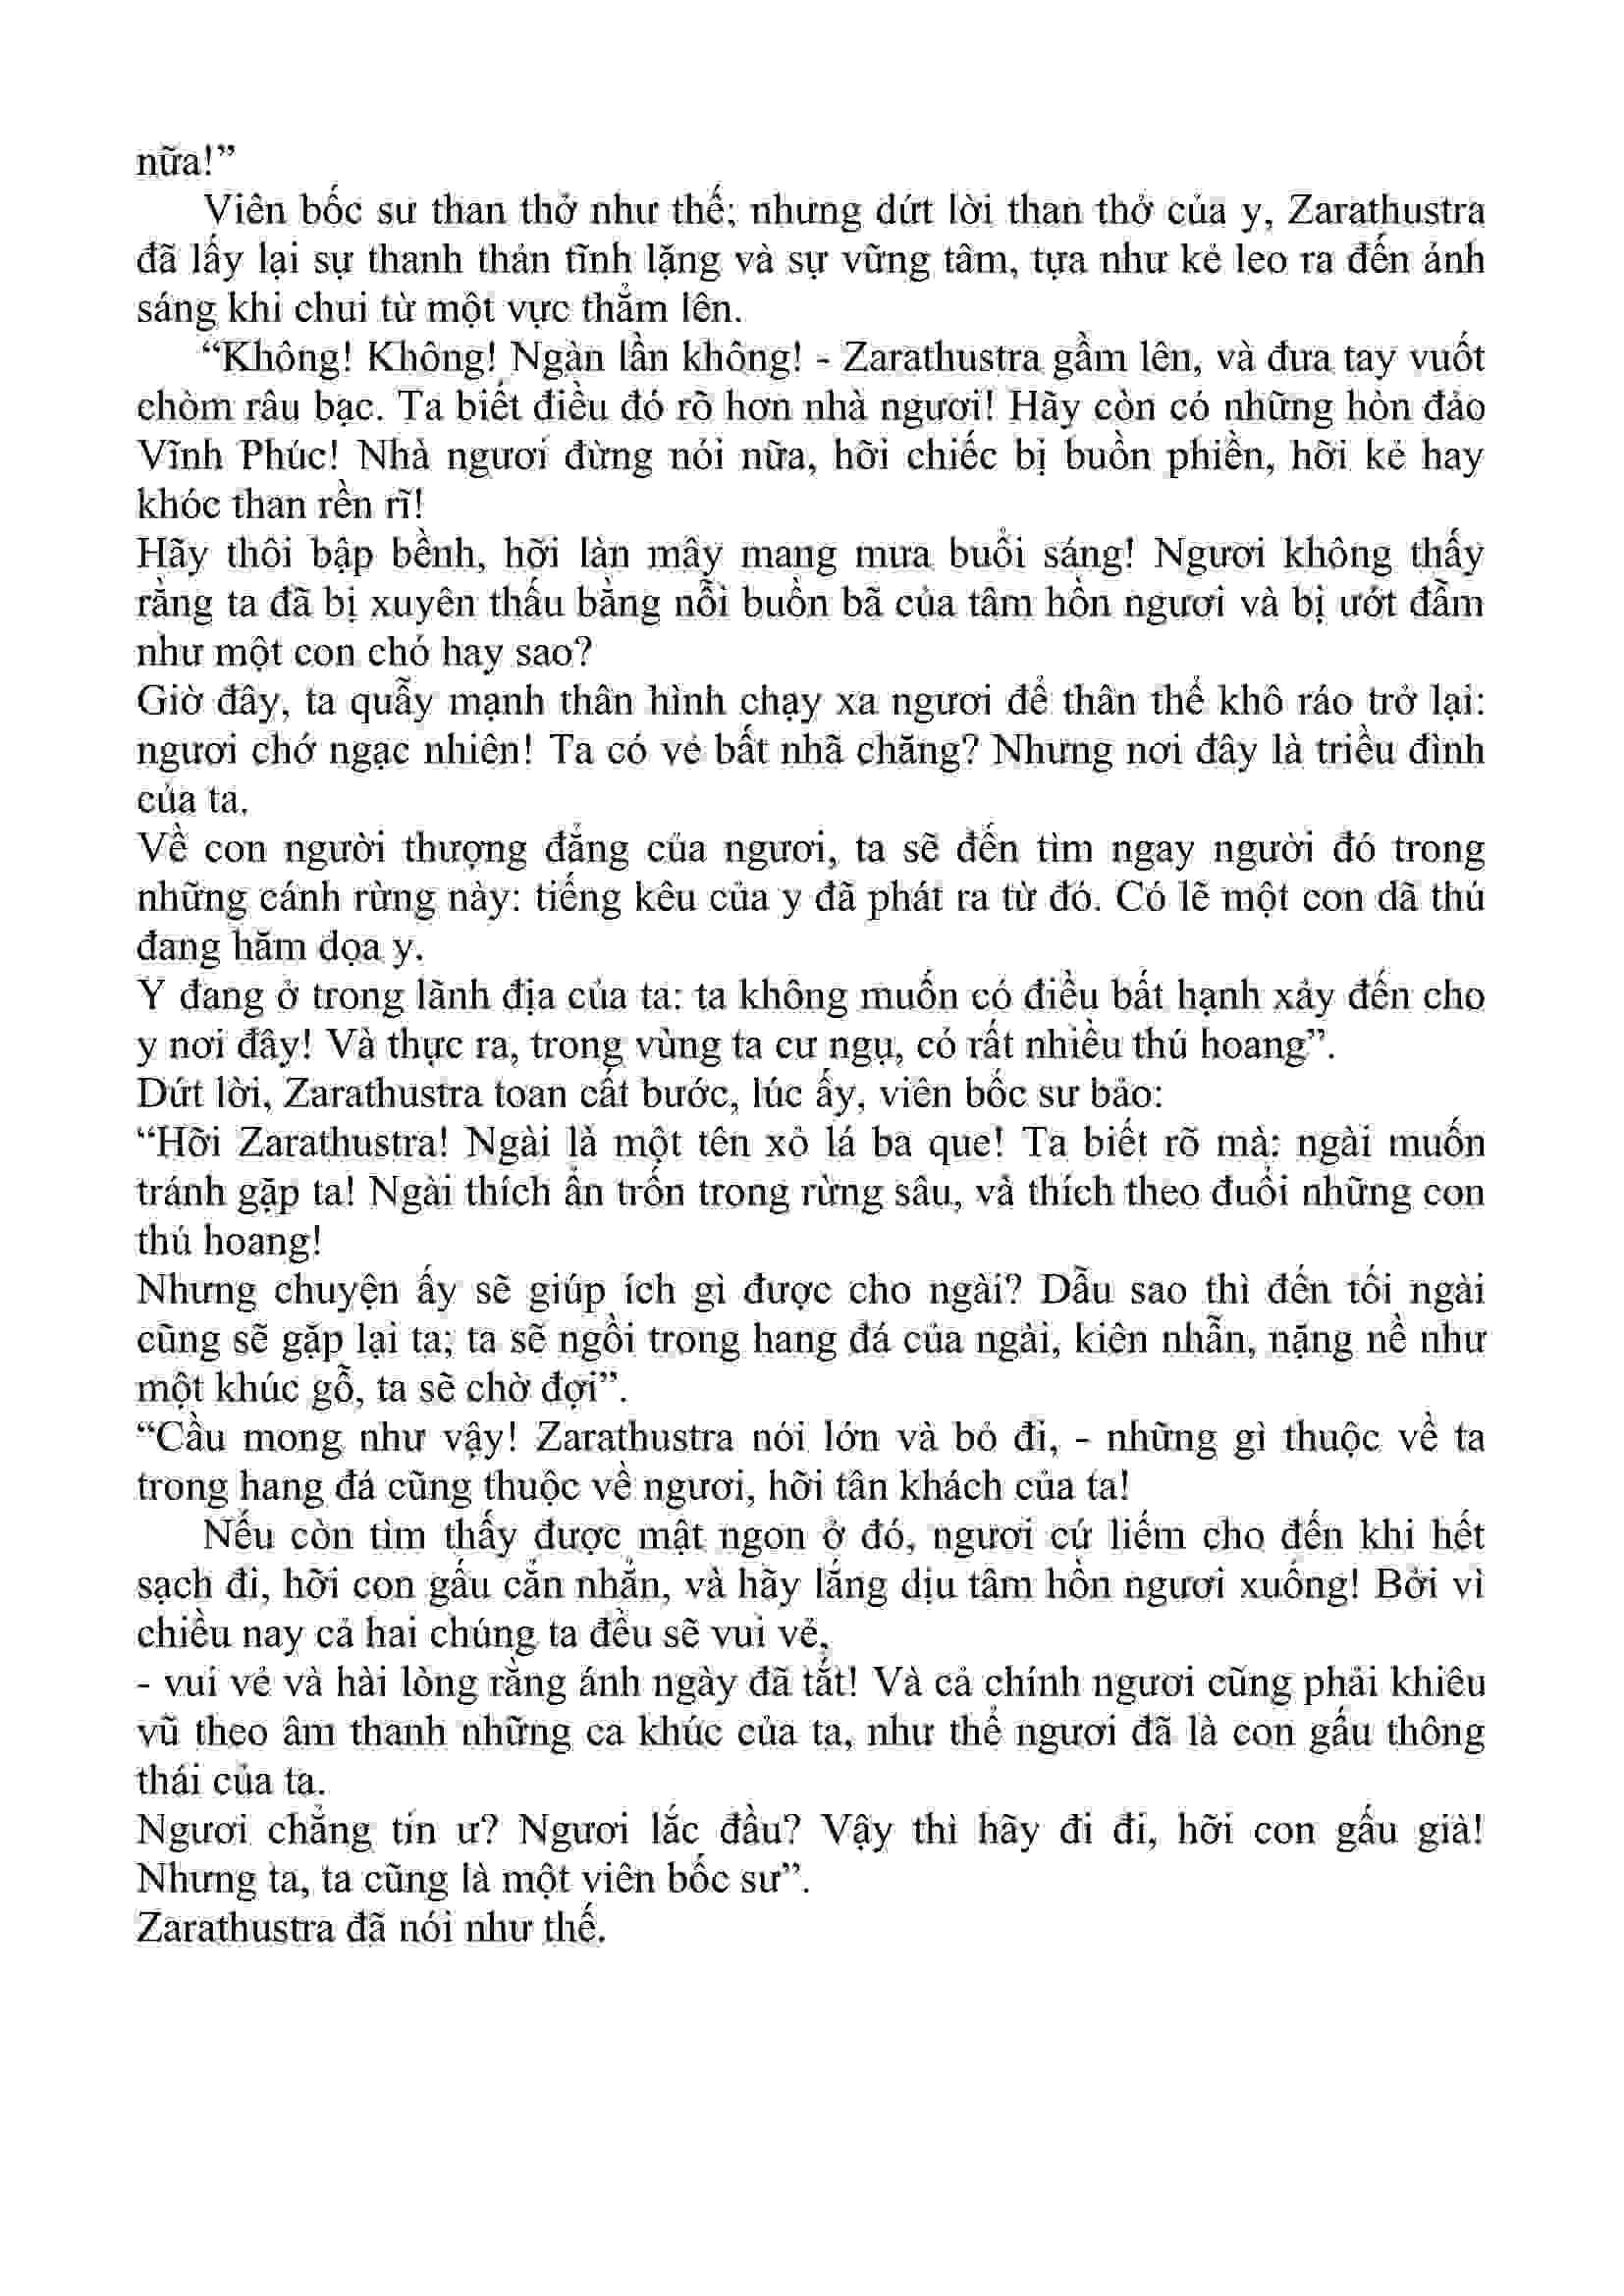 nữa!”
Viên bốc sư than thở như thế; nhưng dứt lời than thở của y, Zarathustra
đã lấy lại sự thanh thản tĩnh lặng và sự vững tâm, tựa như kẻ leo ra đến ánh
sáng khi chui từ một vực thẳm lên.
“Không! Không! Ngàn lần không! - Zarathustra gầm lên, và đưa tay vuốt
chòm râu bạc. Ta biết điều đó rõ hơn nhà ngươi! Hãy còn có những hòn đảo
Vĩnh Phúc! Nhà ngươi đừng nói nữa, hỡi chiếc bị buồn phiền, hỡi kẻ hay
khóc than rền rĩ!
Hãy thôi bập bềnh, hỡi làn mây mang mưa buổi sáng! Ngươi không thấy
rằng ta đã bị xuyên thấu bằng nỗi buồn bã của tâm hồn ngươi và bị ướt đầm
như một con chó hay sao?
Giờ đây, ta quẫy mạnh thân hình chạy xa ngươi để thân thể khô ráo trở lại:
ngươi chớ ngạc nhiên! Ta có vẻ bất nhã chăng? Nhưng nơi đây là triều đình
của ta.
Về con người thượng đẳng của ngươi, ta sẽ đến tìm ngay người đó trong
những cánh rừng này: tiếng kêu của y đã phát ra từ đó. Có lẽ một con dã thú
đang hăm dọa y.
Y đang ở trong lãnh địa của ta: ta không muốn có điều bất hạnh xảy đến cho
y nơi đây! Và thực ra, trong vùng ta cư ngụ, có rất nhiều thú hoang”.
Dứt lời, Zarathustra toan cất bước, lúc ấy, viên bốc sư bảo:
“Hỡi Zarathustra! Ngài là một tên xỏ lá ba que! Ta biết rõ mà: ngài muốn
tránh gặp ta! Ngài thích ẩn trốn trong rừng sâu, và thích theo đuổi những con
thú hoang!
Nhưng chuyện ấy sẽ giúp ích gì được cho ngài? Dẫu sao thì đến tối ngài
cũng sẽ gặp lại ta; ta sẽ ngồi trong hang đá của ngài, kiên nhẫn, nặng nề như
một khúc gỗ, ta sẽ chờ đợi”.
“Cầu mong như vậy! Zarathustra nói lớn và bỏ đi, - những gì thuộc về ta
trong hang đá cũng thuộc về ngươi, hỡi tân khách của ta!
Nếu còn tìm thấy được mật ngon ở đó, ngươi cứ liếm cho đến khi hết
sạch đi, hỡi con gấu cằn nhằn, và hãy lắng dịu tâm hồn ngươi xuống! Bởi vì
chiều nay cả hai chúng ta đều sẽ vui vẻ,
- vui vẻ và hài lòng rằng ánh ngày đã tắt! Và cả chính ngươi cũng phải khiêu
vũ theo âm thanh những ca khúc của ta, như thể ngươi đã là con gấu thông
thái của ta.
Ngươi chẳng tin ư? Ngươi lắc đầu? Vậy thì hãy đi đi, hỡi con gấu già!
Nhưng ta, ta cũng là một viên bốc sư”.
Zarathustra đã nói như thế.